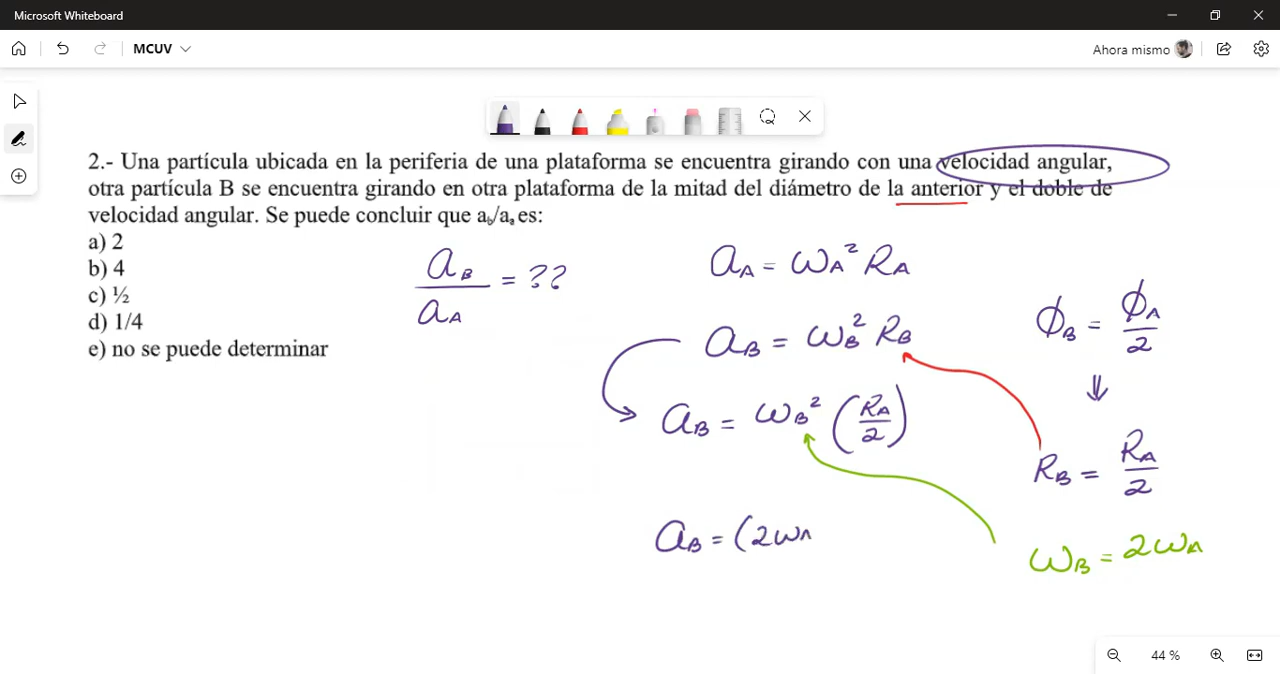 Microsoft Whiteboard
MCUV
Ahora mismo
2.- Una partícula ubicada en la periferia de una plataforma se encuentra girando con una velocidad angular,
otra partícula B se encuentra girando en otra plataforma de la mitad del diámetro de la anterior y el doble de
velocidad angular. Se puede concluir que a_b/a_a es:
a) 2
b) 4
c) ½
d) 1/4
e) no se puede determinar
a_B / a_A = ??
a_A = ω_A² R_A
a_B = ω_B² R_B
a_B = ω_B² (R_A/2)
a_B = (2ω_A
ϕ_B = ϕ_A/2
⇓
R_B = R_A/2
ω_B = 2ω_A
44 %